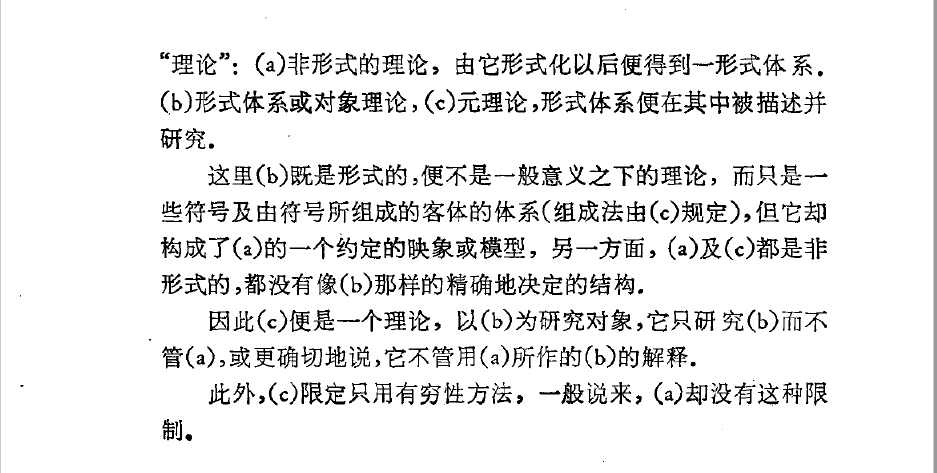 “理论”：(a)非形式的理论，由它形式化以后便得到一形式体系．
(b)形式体系或对象理论，(c)元理论，形式体系便在其中被描述并
研究．
这里(b)既是形式的，便不是一般意义之下的理论，而只是一
些符号及由符号所组成的客体的体系(组成法由(c)规定)，但它却
构成了(a)的一个约定的映象或模型，另一方面，(a)及(c)都是非
形式的，都没有像(b)那样的精确地决定的结构．
因此(c)便是一个理论，以(b)为研究对象，它只研究(b)而不
管(a)，或更确切地说，它不管用(a)所作的(b)的解释．
此外，(c)限定只用有穷性方法，一般说来，(a)却没有这种限
制．